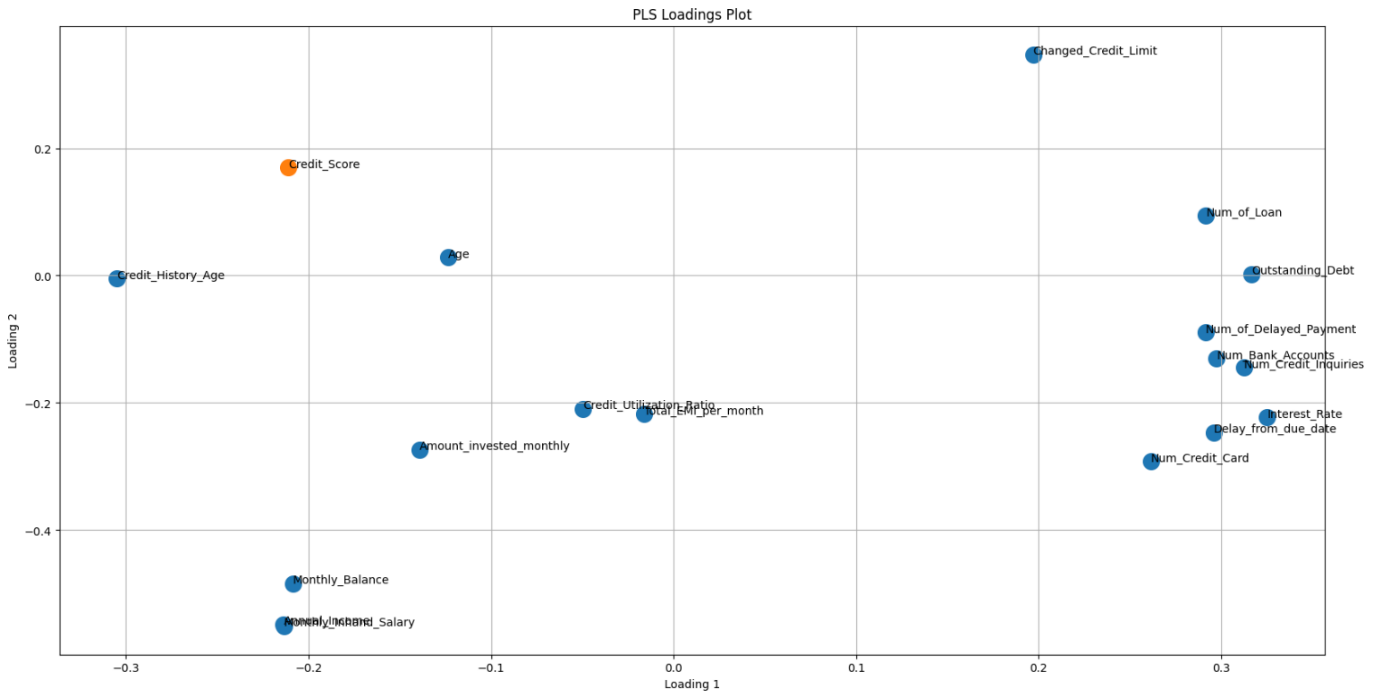 PLS Loadings Plot
Changed_Credit_Limit
0.2
Credit_Score
Num_of_Loan
Age
0.0
Credit_History_Age
Outstanding_Debt
Loading 2
Num_of_Delayed_Payment
Num_Bank_Accounts
Num_Credit_Inquiries
−0.2
Credit_Utilization_Ratio
Total_EMI_per_month
Interest_Rate
Delay_from_due_date
Amount_invested_monthly
Num_Credit_Card
−0.4
Monthly_Balance
Annual_Income
Monthly_Inhand_Salary
−0.3 −0.2 −0.1 0.0 0.1 0.2 0.3
Loading 1